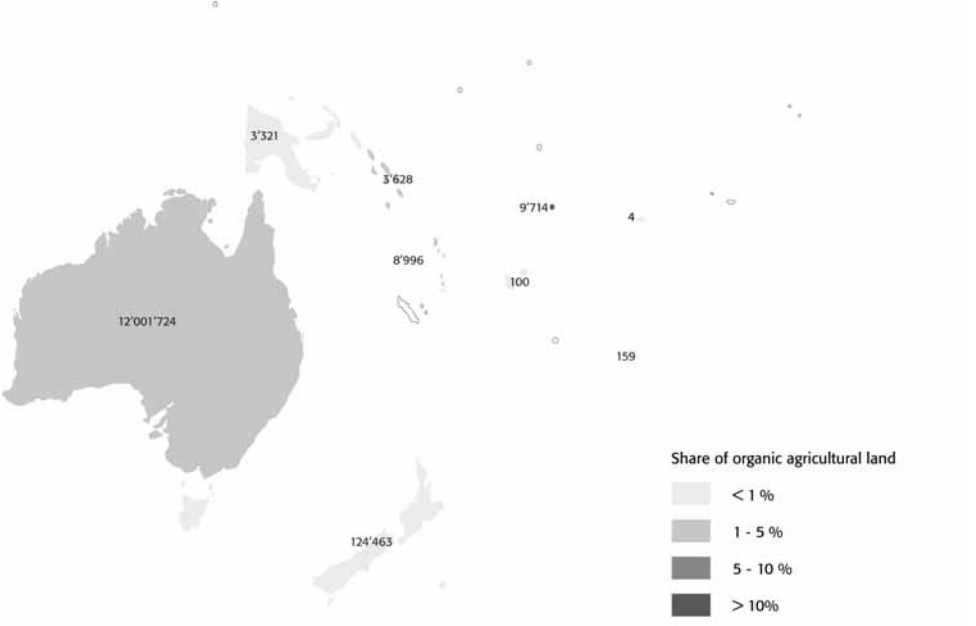 3'321
3'628
9'714
4
8'996
100
12'001'724
159
124'463
Share of organic agricultural land
< 1 %
1 - 5 %
5 - 10 %
> 10%